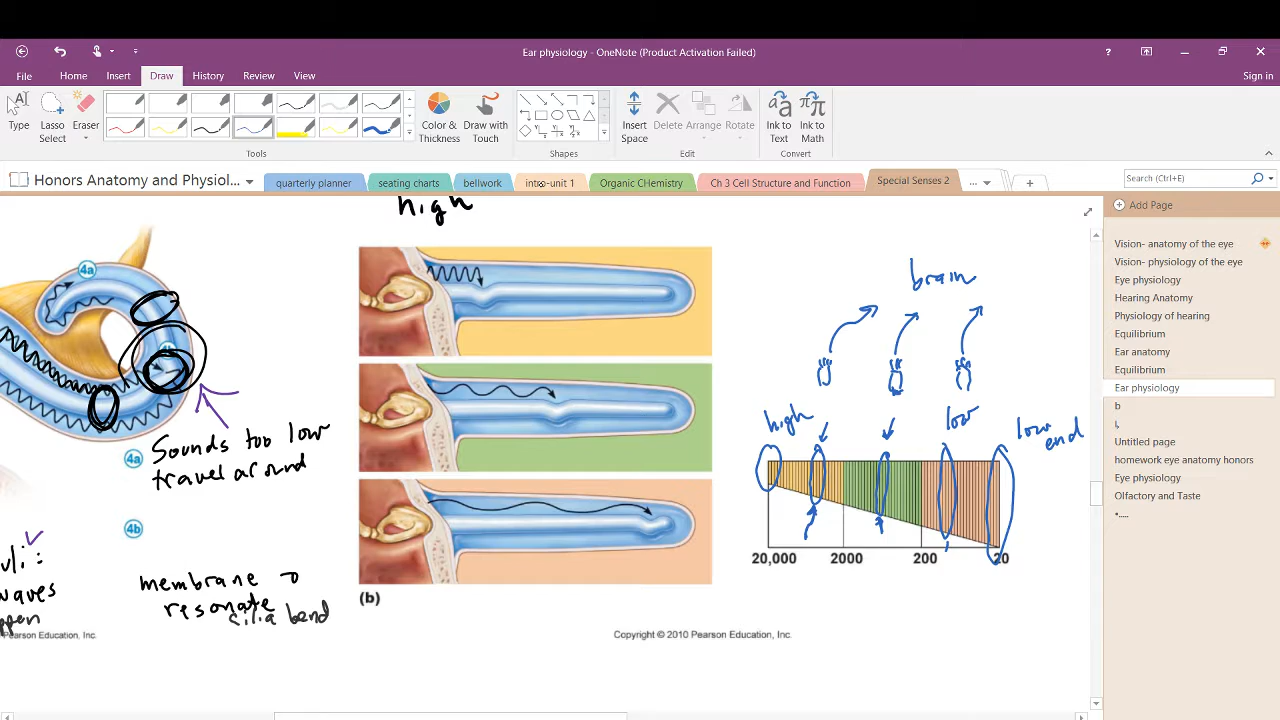 Ear physiology - OneNote (Product Activation Failed)
?
File
Home
Insert
Draw
History
Review
View
Sign in
Type
Lasso
Select
Eraser
Color &
Thickness
Draw with
Touch
Insert
Space
Delete
Arrange
Rotate
Ink to
Text
Ink to
Math
Tools
Shapes
Edit
Convert
Honors Anatomy and Physiol...
quarterly planner
seating charts
bellwork
intro-unit 1
Organic CHemistry
Ch 3 Cell Structure and Function
Special Senses 2
...
Search (Ctrl+E)
Add Page
Vision- anatomy of the eye
Vision- physiology of the eye
Eye physiology
Hearing Anatomy
Physiology of hearing
Equilibrium
Ear anatomy
Equilibrium
Ear physiology
b
Untitled page
homework eye anatomy honors
Eye physiology
Olfactory and Taste
high
4a
Sounds too low
travel around
4a
4b
uli:
waves
ppen
membrane
resonate
cilia bend
Pearson Education, Inc.
(b)
brain
high
low
low
end
20,000
2000
200
20
Copyright © 2010 Pearson Education, Inc.